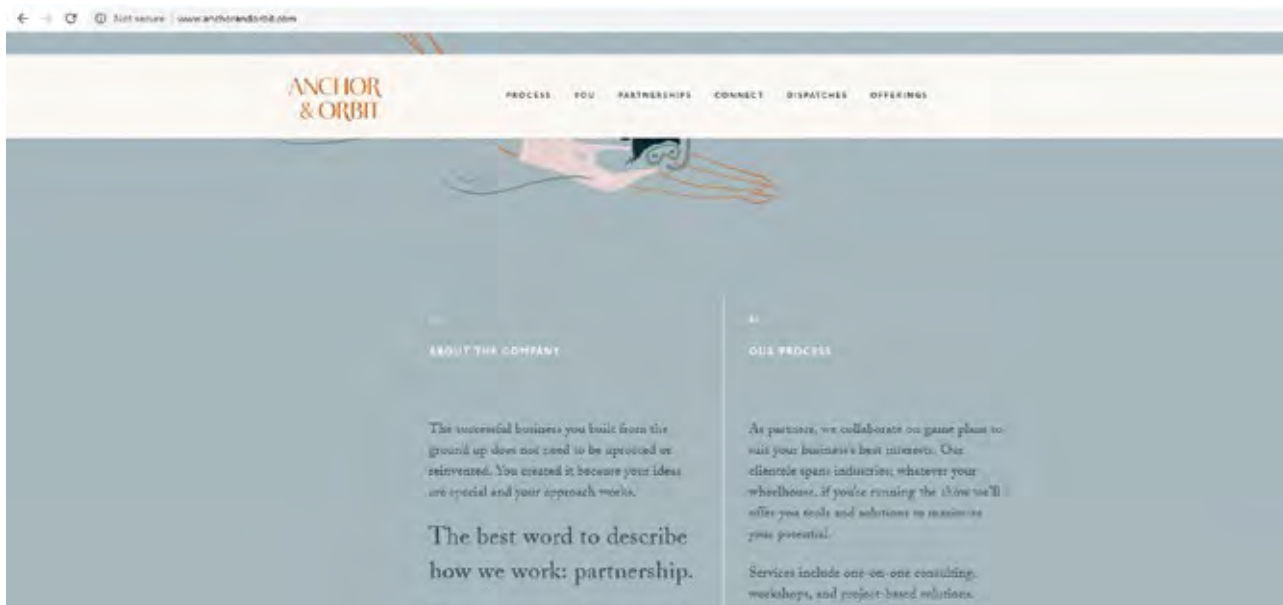 Not secure www.anchorandorbit.com
ANCHOR
& ORBIT
PROCESS YOU PARTNERSHIPS CONNECT DISPATCHES OFFERINGS
ABOUT THE COMPANY
The successful business you built from the
ground up does not need to be uprooted or
reinvented. You created it because your ideas
are special and your approach works.
The best word to describe
how we work: partnership.
OUR PROCESS
As partners, we collaborate on game plans to
suit your business's best interests. Our
clientele spans industries; whatever your
wheelhouse, if you're running the show we'll
offer you tools and solutions to maximize
your potential.
Services include one-on-one consulting,
workshops, and project-based solutions.